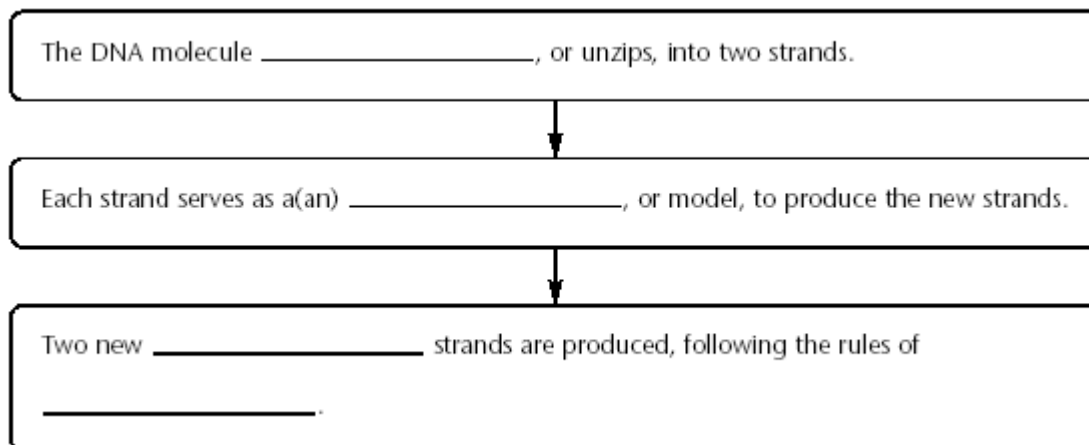 The DNA molecule ____________________, or unzips, into two strands.
Each strand serves as a(an) ____________________, or model, to produce the new strands.
Two new ____________________ strands are produced, following the rules of
____________________.